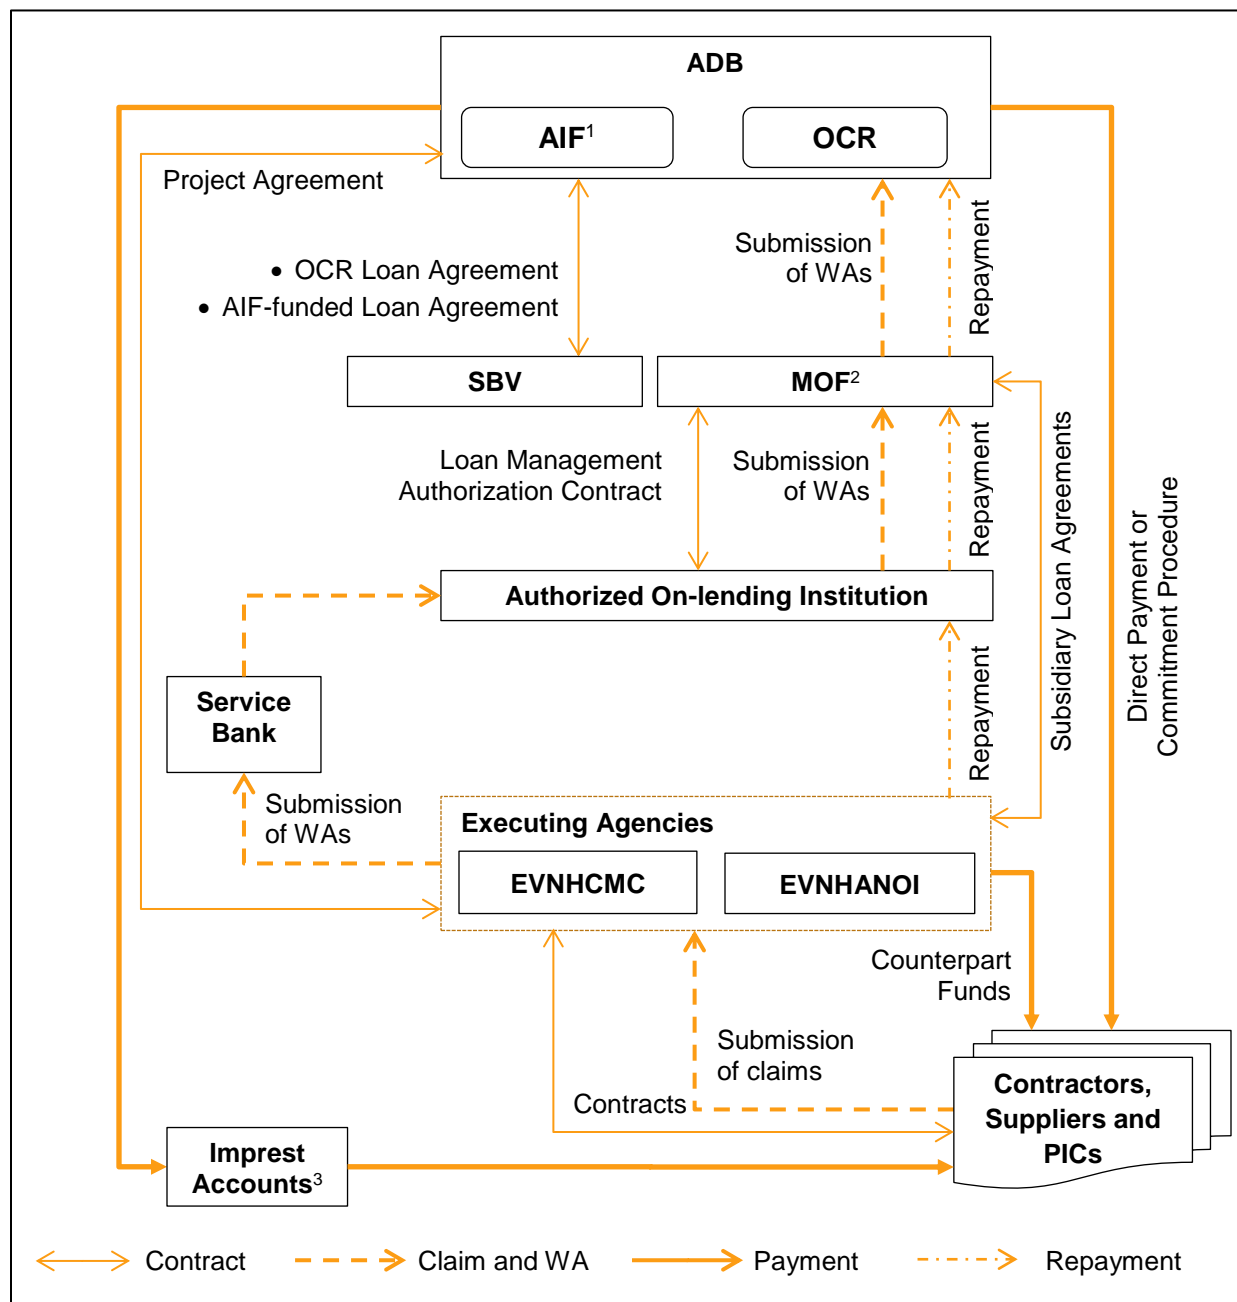 ADB
AIF1
OCR
Project Agreement
• OCR Loan Agreement
• AIF-funded Loan Agreement
Submission
of WAs
Repayment
SBV
MOF2
Loan Management
Authorization Contract
Submission
of WAs
Repayment
Subsidiary Loan Agreements
Direct Payment or
Commitment Procedure
Authorized On-lending Institution
Service
Bank
Repayment
Submission
of WAs
Executing Agencies
EVNHCMC
EVNHANOI
Counterpart
Funds
Submission
of claims
Contracts
Contractors,
Suppliers and
PICs
Imprest
Accounts3
Contract
Claim and WA
Payment
Repayment